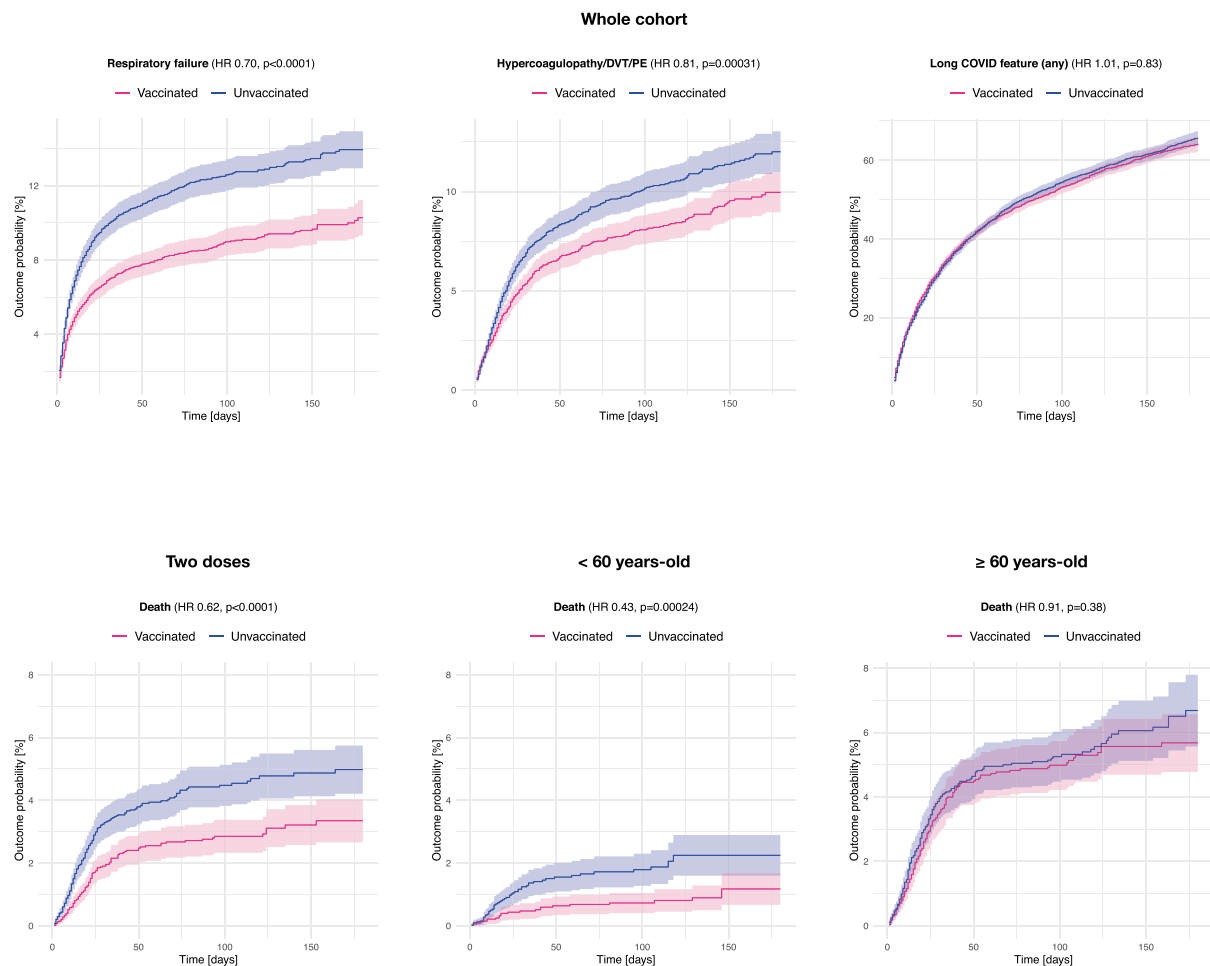 Whole cohort
Respiratory failure (HR 0.70, p<0.0001)
Vaccinated Unvaccinated
12
8
4
Outcome probability [%]
0 50 100 150
Time [days]
Hypercoagulopathy/DVT/PE (HR 0.81, p=0.00031)
Vaccinated Unvaccinated
10
5
0
Outcome probability [%]
0 50 100 150
Time [days]
Long COVID feature (any) (HR 1.01, p=0.83)
Vaccinated Unvaccinated
60
40
20
Outcome probability [%]
0 50 100 150
Time [days]
Two doses
Death (HR 0.62, p<0.0001)
Vaccinated Unvaccinated
8
6
4
2
0
Outcome probability [%]
0 50 100 150
Time [days]
< 60 years-old
Death (HR 0.43, p=0.00024)
Vaccinated Unvaccinated
8
6
4
2
0
Outcome probability [%]
0 50 100 150
Time [days]
≥ 60 years-old
Death (HR 0.91, p=0.38)
Vaccinated Unvaccinated
8
6
4
2
0
Outcome probability [%]
0 50 100 150
Time [days]